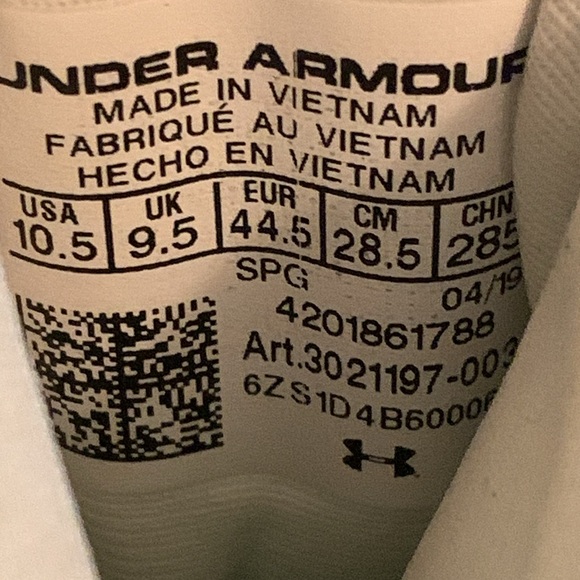 UNDER ARMOUR
MADE IN VIETNAM
FABRIQUÉ AU VIETNAM
HECHO EN VIETNAM
USA UK EUR CM CHN
10.5 9.5 44.5 28.5 285
SPG 04/19
4201861788
Art.3021197-003
6ZS1D4B6000